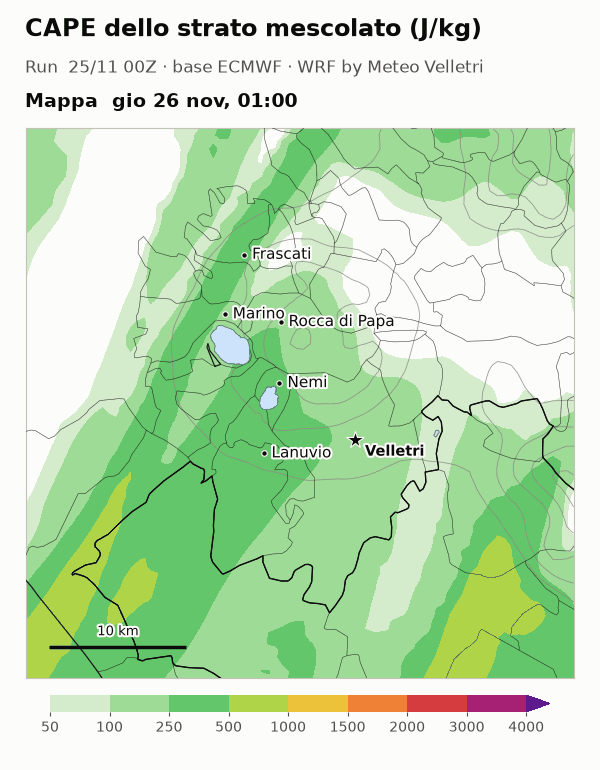 CAPE dello strato mescolato (J/kg)
Run  25/11 00Z · base ECMWF · WRF by Meteo Velletri
Mappa  gio 26 nov, 01:00
Frascati
Marino
Rocca di Papa
Nemi
Velletri
Lanuvio
10 km
50 100 250 500 1000 1500 2000 3000 4000